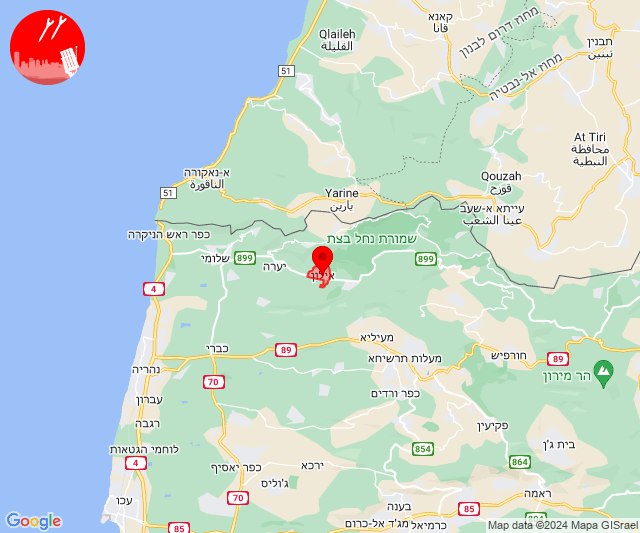 קאנא
قانا
מחוז דרום לבנון
תבנין
تبنين
Qlaileh
القليلة
51
מחוז אל-נבטיה
At Tiri
محافظة
النبطية
א-נאקורה
الناقورة
Qouzah
قوزح
51
Yarine
يارين
עייתא א-שעב
عيتا الشعب
כפר ראש הניקרה
שמורת נחל בצת
שלומי
899
יערה
899
אילון
4
מעיליא
כברי
89
מעלות תרשיחא
חורפיש
89
נהריה
70
הר מירון
עברון
כפר ורדים
רגבה
פקיעין
בית ג'ן
לוחמי הגטאות
854
4
כפר יאסיף
ירכא
864
ג'וליס
עכו
70
ראמה
בענה
85
85
מג'ד אל-כרום
כרמיאל
Google
Map data ©2024 Mapa GISrael